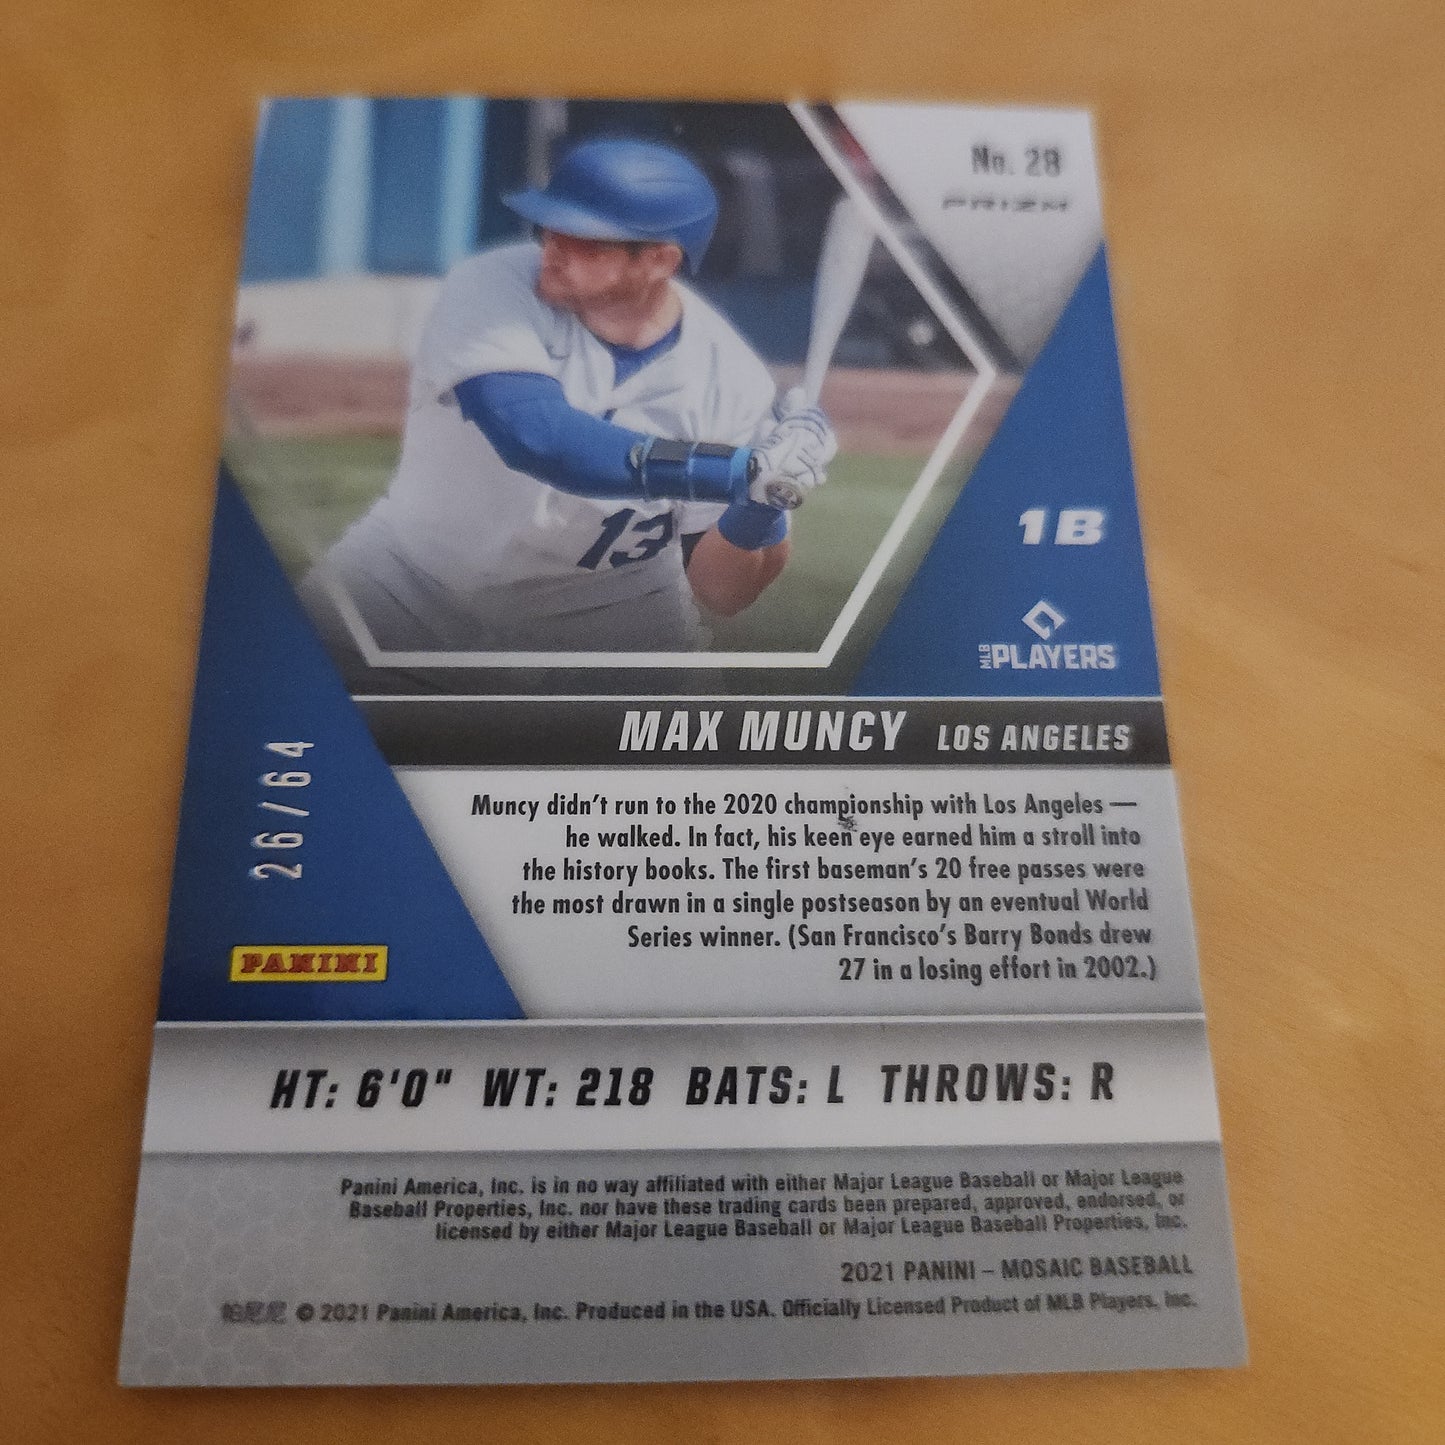 No. 28
PRIZM
13
1B
MLB PLAYERS
MAX MUNCY LOS ANGELES
26/64
Muncy didn't run to the 2020 championship with Los Angeles —
he walked. In fact, his keen eye earned him a stroll into
the history books. The first baseman's 20 free passes were
the most drawn in a single postseason by an eventual World
Series winner. (San Francisco's Barry Bonds drew
27 in a losing effort in 2002.)
PANINI
HT: 6'0" WT: 218 BATS: L THROWS: R
Panini America, Inc. is in no way affiliated with either Major League Baseball or Major League
Baseball Properties, Inc. nor have these trading cards been prepared, approved, endorsed, or
licensed by either Major League Baseball or Major League Baseball Properties, Inc.
2021 PANINI – MOSAIC BASEBALL
帕尼尼 © 2021 Panini America, Inc. Produced in the USA. Officially Licensed Product of MLB Players, Inc.